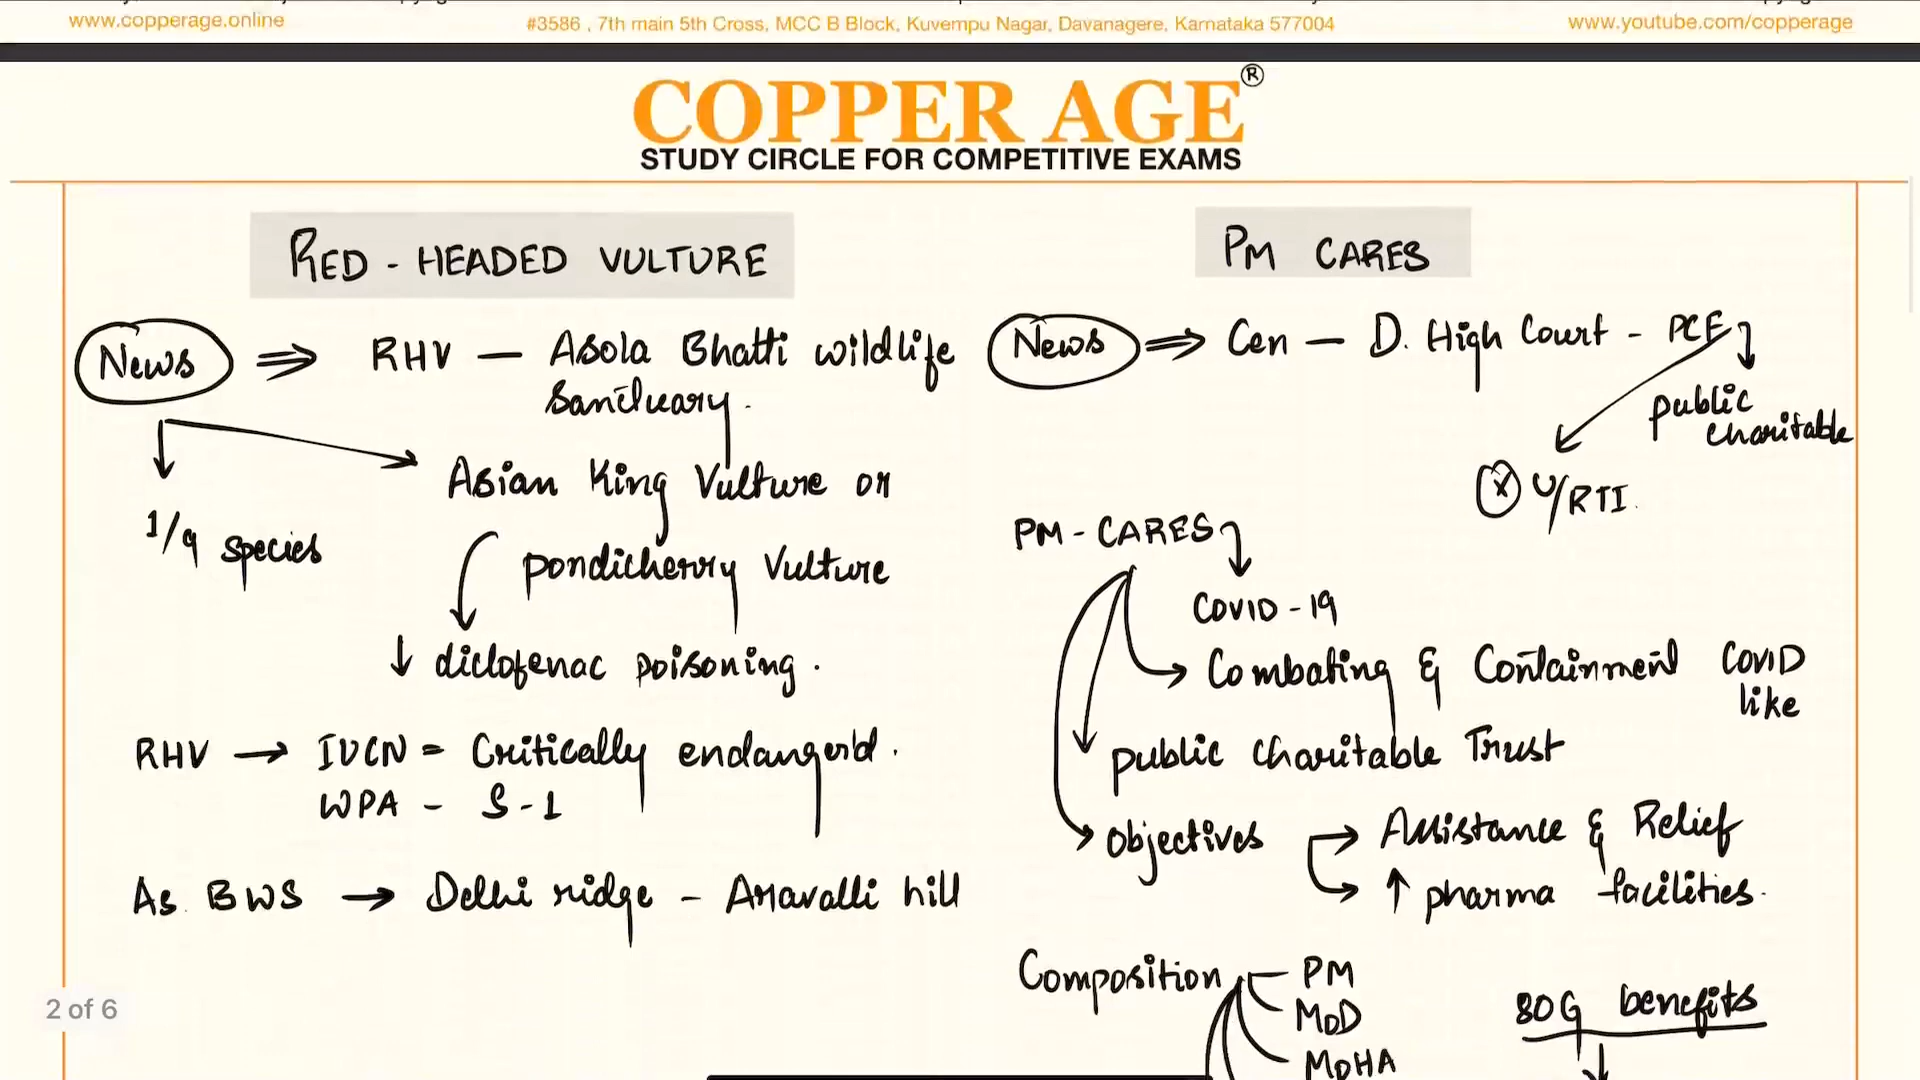 www.copperage.online
#3586 , 7th main 5th Cross, MCC B Block, Kuvempu Nagar, Davanagere, Karnataka 577004
www.youtube.com/copperage
COPPER AGE®
STUDY CIRCLE FOR COMPETITIVE EXAMS
RED - HEADED VULTURE
News ⇒ RHV — Asola Bhatti wildlife
Sanctuary.
Asian King Vulture or
1/9 species
pondicherry Vulture
↓ diclofenac poisoning.
RHV → IUCN = Critically endangerd.
WPA - S-1
As. BWS → Delhi ridge - Aravalli hill
PM CARES
News ⇒ Cen — D. High Court - PCF
public
charitable
ⓧ U/RTI.
PM - CARES
COVID - 19
Combating & Containment COVID
like
public Charitable Trust
objectives → Assistance & Relief
→ ↑ pharma facilities.
Composition - PM
MoD
MoHA
80G benefits
2 of 6